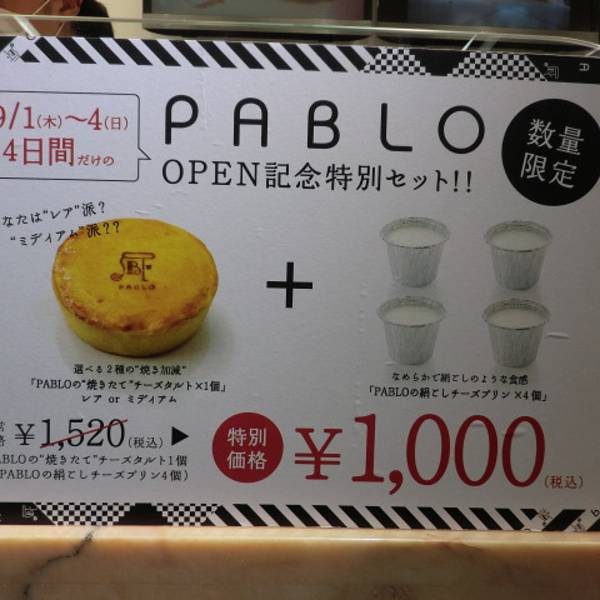 9/1(木)〜4(日)
4日間だけの
PABLO
OPEN記念特別セット!!
数量
限定
なたは"レア"派?
"ミディアム"派??
PABLO
+
選べる2種の"焼き加減"
「PABLOの"焼きたて"チーズタルト×1個」
レア or ミディアム
なめらかで絹ごしのような食感
「PABLOの絹ごしチーズプリン×4個」
格 ¥1,520(税込)▶
ABLOの"焼きたて"チーズタルト1個
PABLOの絹ごしチーズプリン4個)
特別
価格
¥1,000(税込)